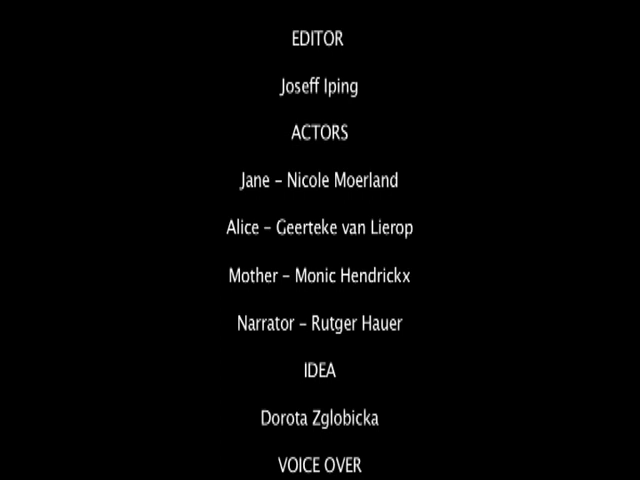 EDITOR
Joseff Iping
ACTORS
Jane – Nicole Moerland
Alice – Geerteke van Lierop
Mother – Monic Hendrickx
Narrator – Rutger Hauer
IDEA
Dorota Zglobicka
VOICE OVER